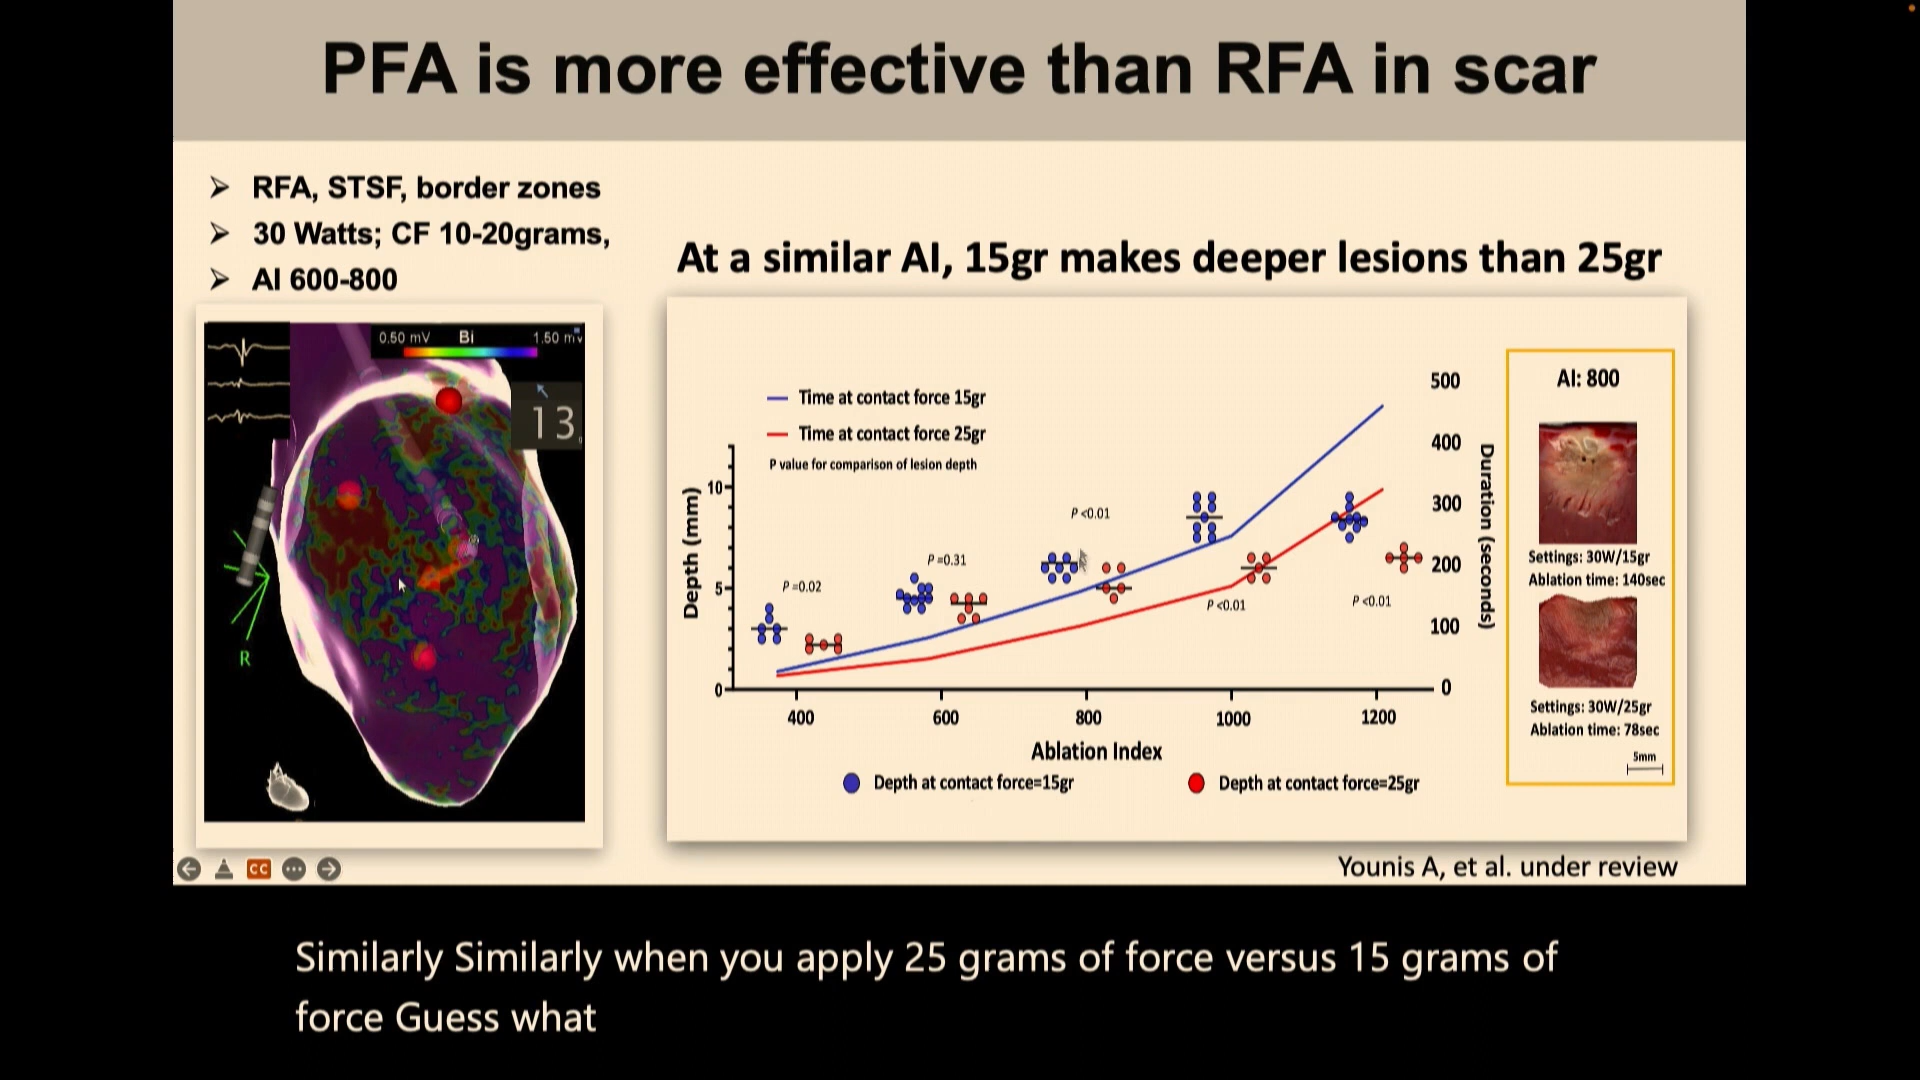 PFA is more effective than RFA in scar
➢ RFA, STSF, border zones
➢ 30 Watts; CF 10-20grams,
➢ AI 600-800
0.50 mV Bi 1.50 mv
13
R
At a similar AI, 15gr makes deeper lesions than 25gr
Time at contact force 15gr
Time at contact force 25gr
P value for comparison of lesion depth
Depth (mm)
10
5
0
P =0.02
P =0.31
P <0.01
P <0.01
P <0.01
500
400
300
200
100
0
Duration (seconds)
400 600 800 1000 1200
Ablation Index
Depth at contact force=15gr Depth at contact force=25gr
AI: 800
Settings: 30W/15gr
Ablation time: 140sec
Settings: 30W/25gr
Ablation time: 78sec
5mm
CC
Younis A, et al. under review
Similarly Similarly when you apply 25 grams of force versus 15 grams of
force Guess what